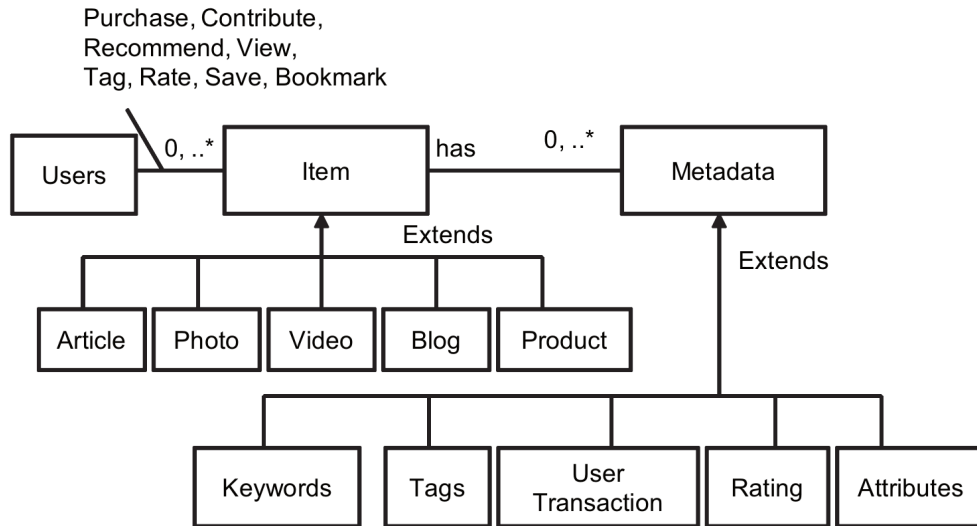 Purchase, Contribute,
Recommend, View,
Tag, Rate, Save, Bookmark
Users
0, ..*
Item
has
0, ..*
Metadata
Extends
Extends
Article
Photo
Video
Blog
Product
Keywords
Tags
User
Transaction
Rating
Attributes